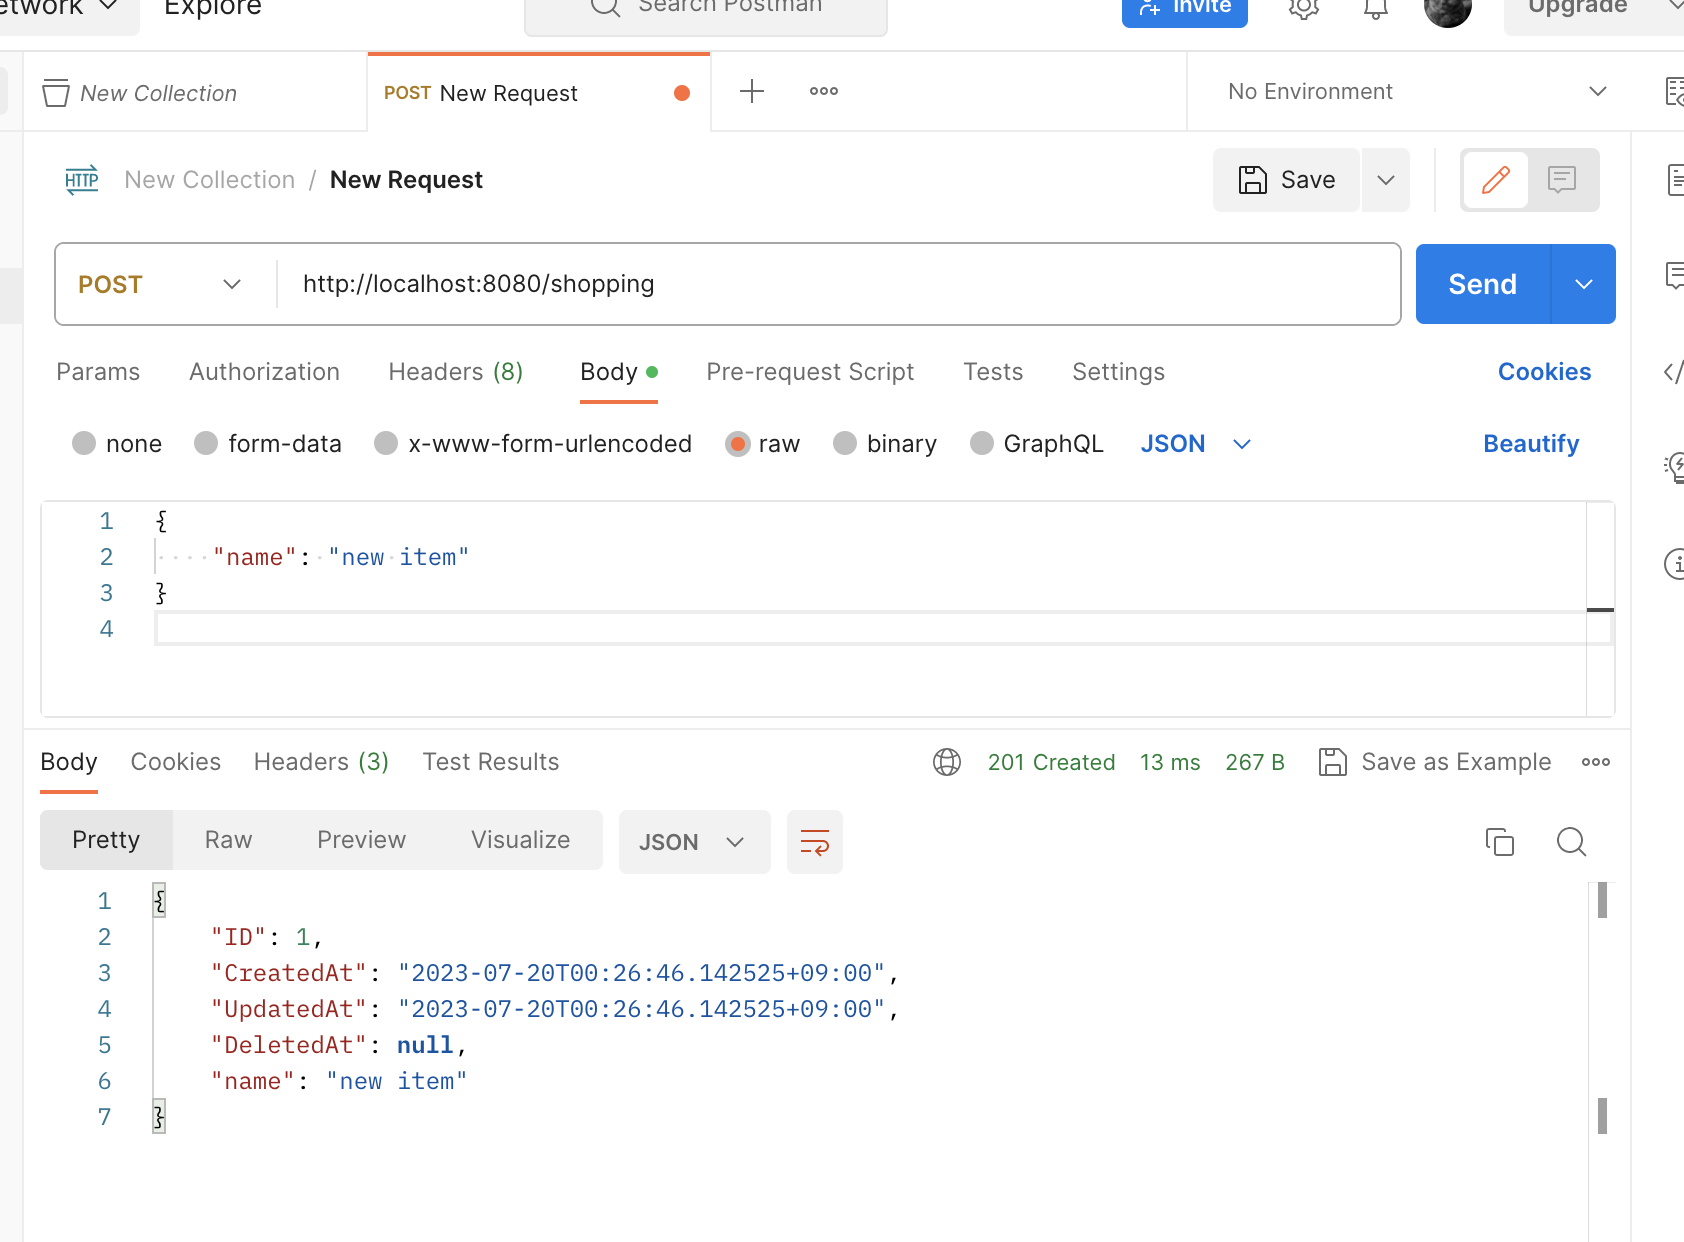 Explore
Search Postman
Invite
Upgrade
New Collection
POST New Request
No Environment
HTTP New Collection / New Request
Save
POST http://localhost:8080/shopping
Send
Params Authorization Headers (8) Body Pre-request Script Tests Settings Cookies
none form-data x-www-form-urlencoded raw binary GraphQL JSON Beautify
1 {
2 "name": "new item"
3 }
4
Body Cookies Headers (3) Test Results 201 Created 13 ms 267 B Save as Example
Pretty Raw Preview Visualize JSON
1 {
2 "ID": 1,
3 "CreatedAt": "2023-07-20T00:26:46.142525+09:00",
4 "UpdatedAt": "2023-07-20T00:26:46.142525+09:00",
5 "DeletedAt": null,
6 "name": "new item"
7 }